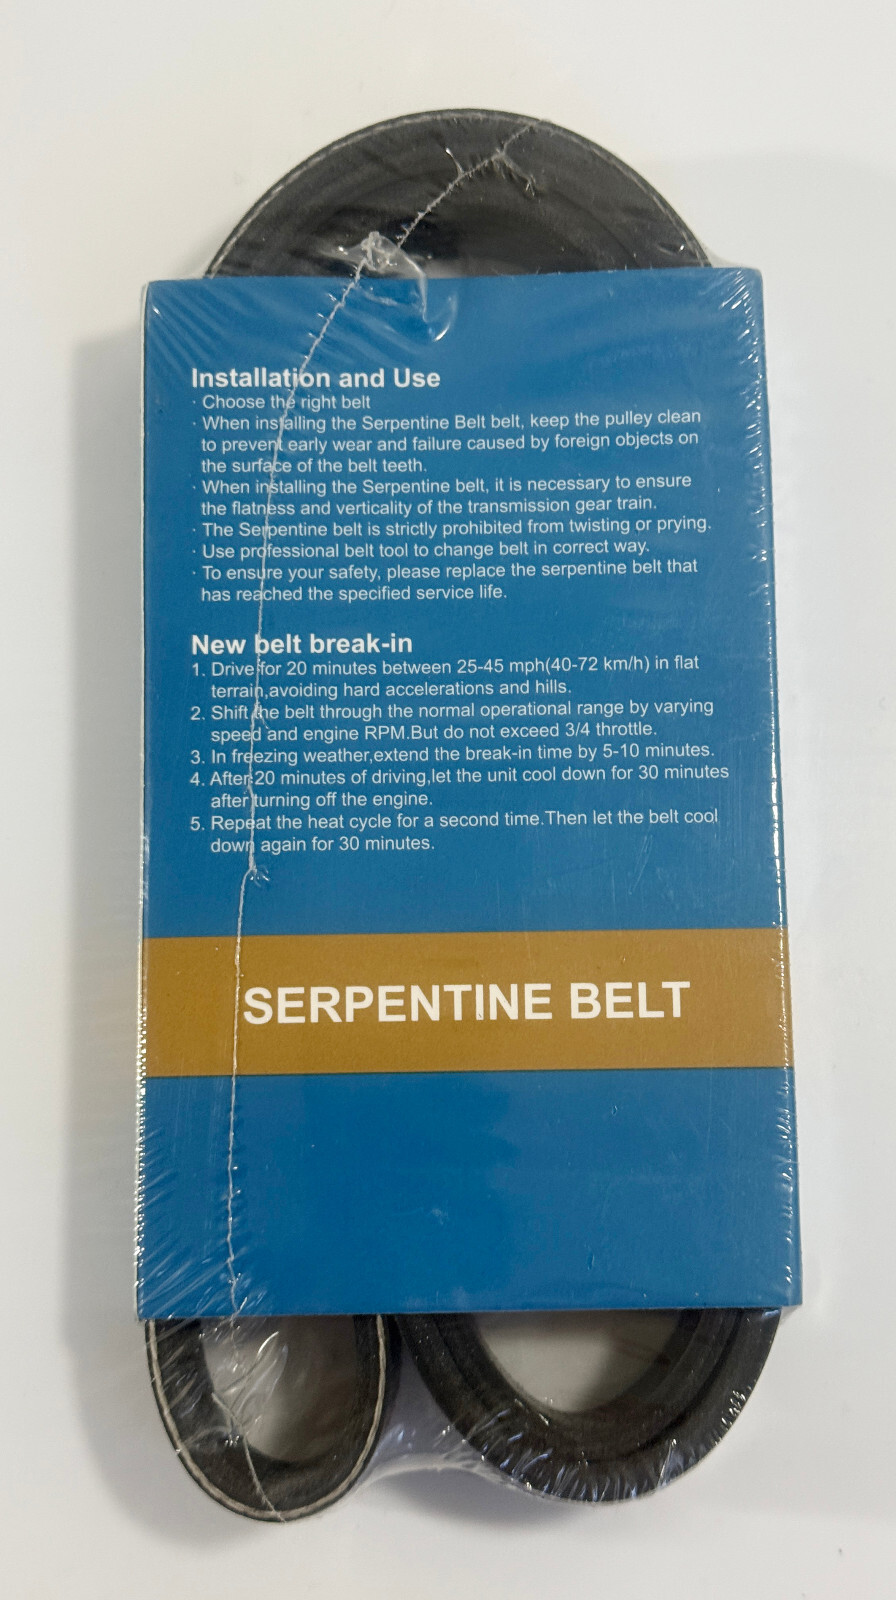 Installation and Use
· Choose the right belt
· When installing the Serpentine Belt belt, keep the pulley clean
to prevent early wear and failure caused by foreign objects on
the surface of the belt teeth.
· When installing the Serpentine belt, it is necessary to ensure
the flatness and verticality of the transmission gear train.
· The Serpentine belt is strictly prohibited from twisting or prying.
· Use professional belt tool to change belt in correct way.
· To ensure your safety, please replace the serpentine belt that
has reached the specified service life.
New belt break-in
1. Drive for 20 minutes between 25-45 mph(40-72 km/h) in flat
terrain,avoiding hard accelerations and hills.
2. Shift the belt through the normal operational range by varying
speed and engine RPM.But do not exceed 3/4 throttle.
3. In freezing weather,extend the break-in time by 5-10 minutes.
4. After 20 minutes of driving,let the unit cool down for 30 minutes
after turning off the engine.
5. Repeat the heat cycle for a second time.Then let the belt cool
down again for 30 minutes.
SERPENTINE BELT